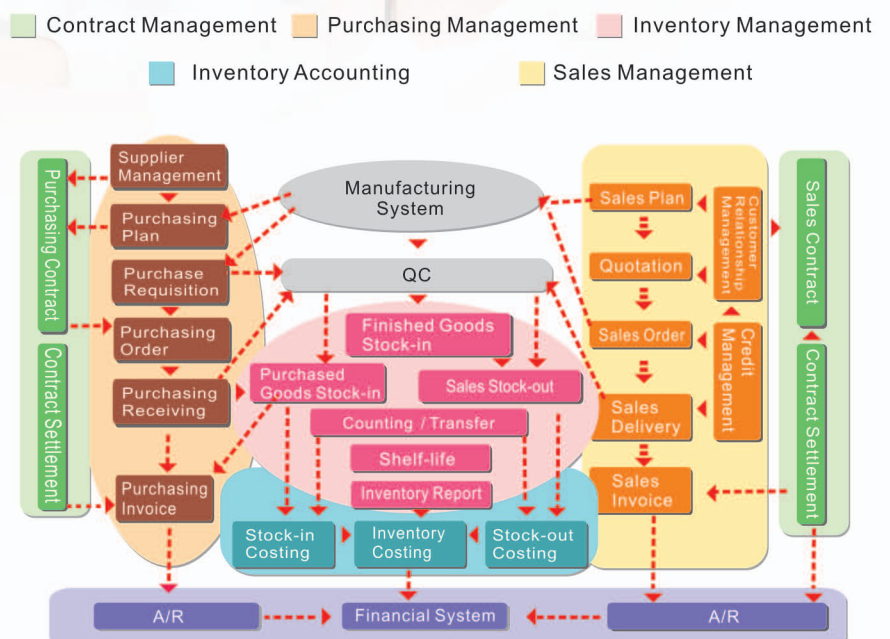 Contract Management
Purchasing Management
Inventory Management
Inventory Accounting
Sales Management
Purchasing Contract
Contract Settlement
Supplier
Management
Purchasing
Plan
Purchase
Requisition
Purchasing
Order
Purchasing
Receiving
Purchasing
Invoice
Manufacturing
System
QC
Finished Goods
Stock-in
Purchased
Goods Stock-in
Sales Stock-out
Counting / Transfer
Shelf-life
Inventory Report
Stock-in
Costing
Inventory
Costing
Stock-out
Costing
Sales Plan
Quotation
Sales Order
Sales
Delivery
Sales
Invoice
Customer
Relationship
Management
Credit
Management
Sales Contract
Contract Settlement
A/R
Financial System
A/R